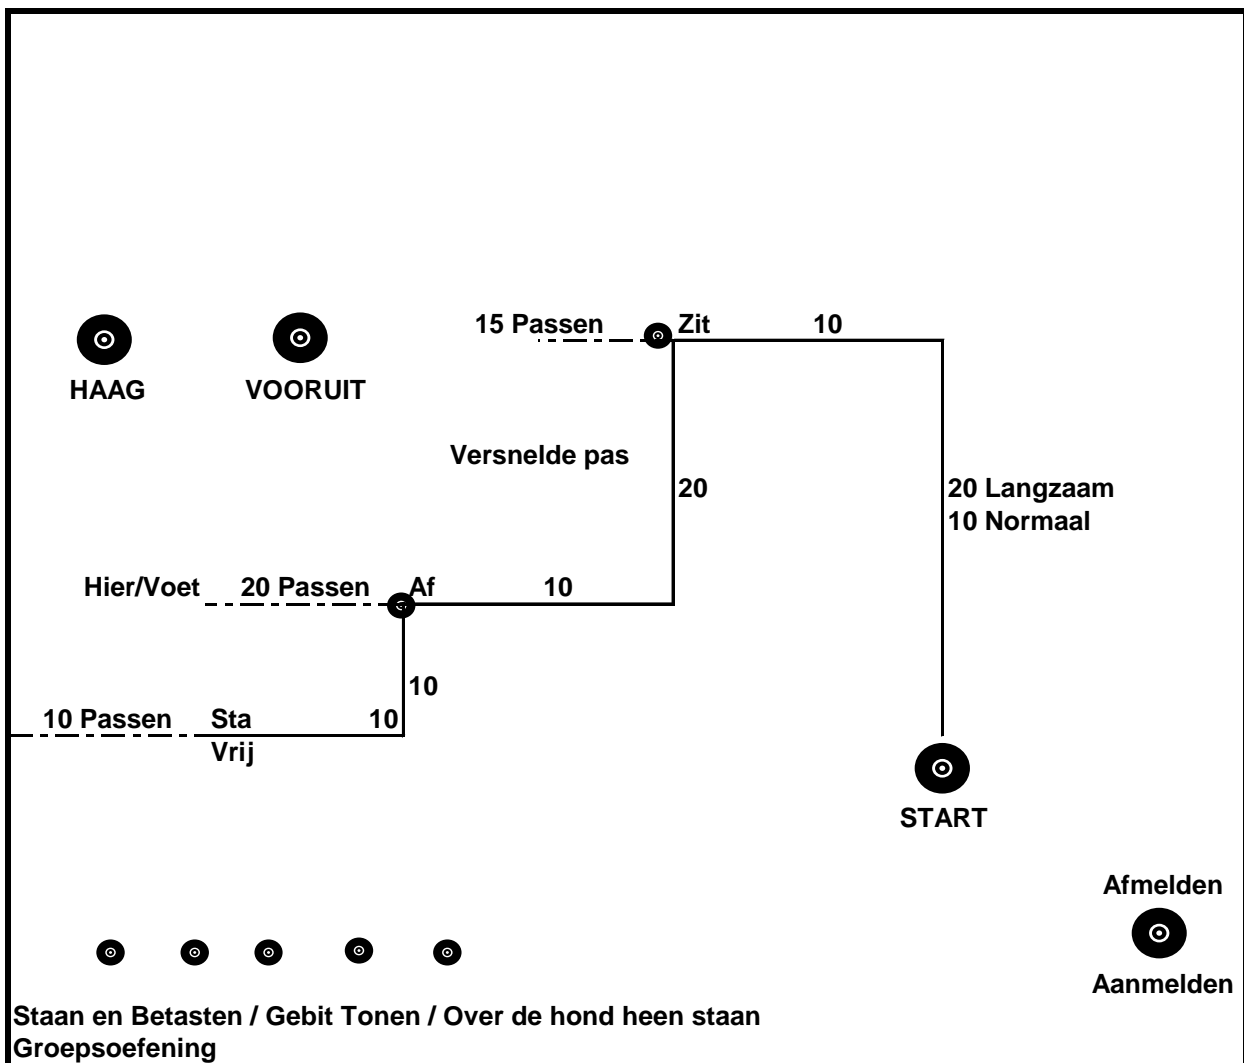 15 Passen Zit 10
HAAG VOORUIT
Versnelde pas
20 20 Langzaam
10 Normaal
Hier/Voet 20 Passen Af 10
10
10 Passen Sta 10
Vrij
START
Afmelden
Aanmelden
Staan en Betasten / Gebit Tonen / Over de hond heen staan
Groepsoefening